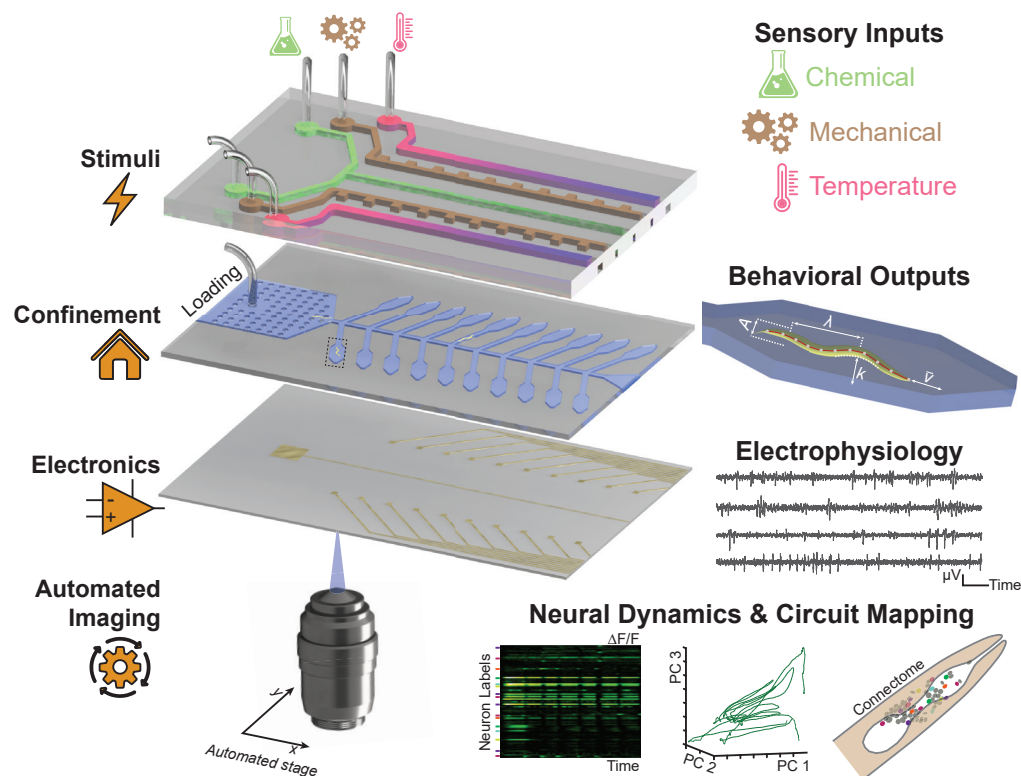 Sensory Inputs
Chemical
Mechanical
Temperature
Stimuli
Loading
Confinement
Behavioral Outputs
A
λ
k
v̄
Electronics
-
+
Electrophysiology
μV
Time
Automated
Imaging
y
x
Automated stage
Neural Dynamics & Circuit Mapping
ΔF/F
Neuron Labels
Time
PC 3
PC 2
PC 1
Connectome